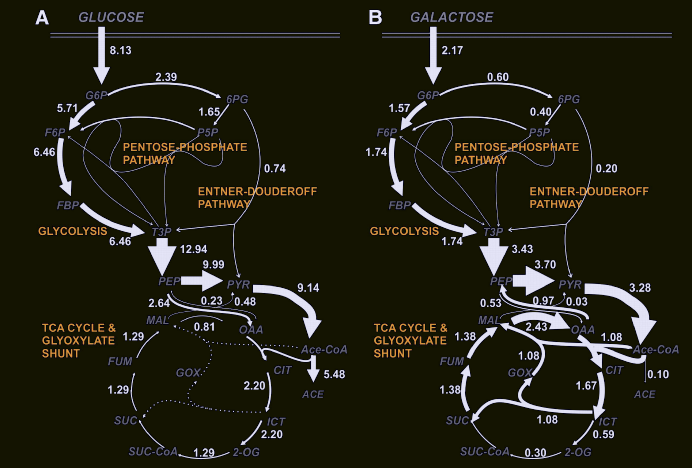 A
GLUCOSE
8.13
2.39
G6P
6PG
5.71
1.65
F6P
P5P
6.46
PENTOSE-PHOSPHATE
PATHWAY
0.74
ENTNER-DOUDEROFF
PATHWAY
FBP
GLYCOLYSIS
6.46
T3P
12.94
9.99
PEP
PYR
9.14
2.64
0.23
0.48
MAL
0.81
OAA
TCA CYCLE &
GLYOXYLATE
SHUNT
1.29
Ace-CoA
FUM
GOX
CIT
5.48
2.20
ACE
1.29
SUC
ICT
2.20
SUC-CoA
1.29
2-OG
B
GALACTOSE
2.17
0.60
G6P
6PG
1.57
0.40
F6P
P5P
1.74
PENTOSE-PHOSPHATE
PATHWAY
0.20
ENTNER-DOUDEROFF
PATHWAY
FBP
GLYCOLYSIS
1.74
T3P
3.43
3.70
PEP
PYR
3.28
0.53
0.97
0.03
MAL
2.43
OAA
TCA CYCLE &
GLYOXYLATE
SHUNT
1.38
1.08
Ace-CoA
FUM
1.08
GOX
CIT
0.10
1.67
ACE
1.38
SUC
1.08
ICT
0.59
SUC-CoA
0.30
2-OG